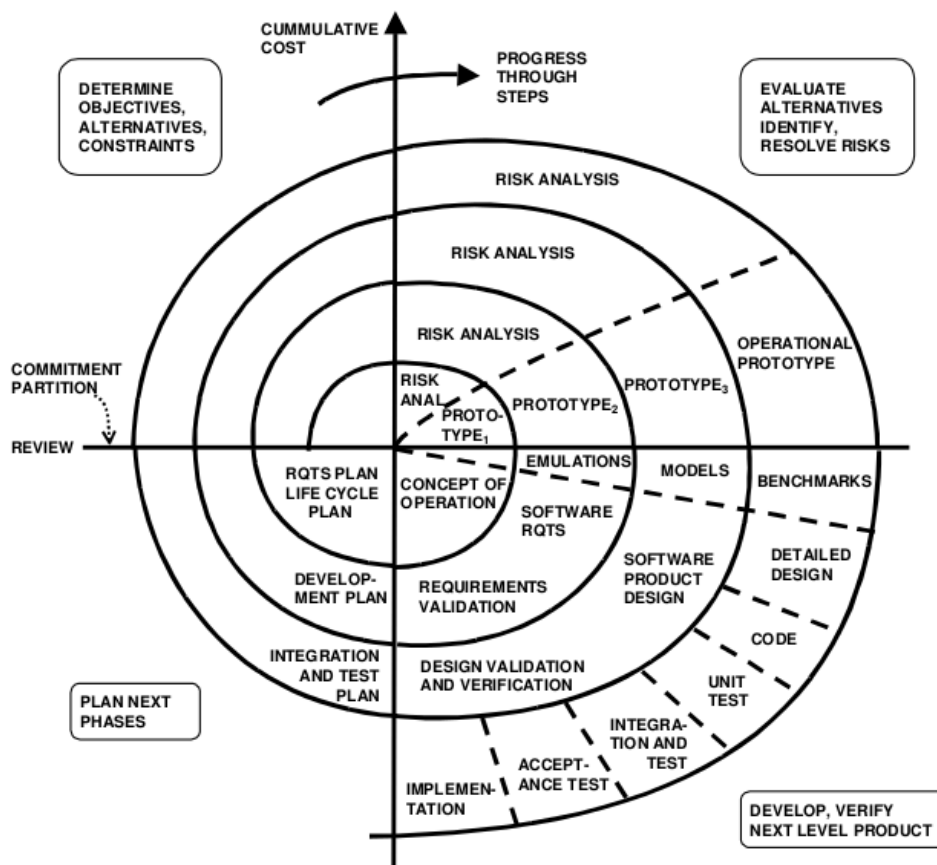 CUMMULATIVE
COST
PROGRESS
THROUGH
STEPS
DETERMINE
OBJECTIVES,
ALTERNATIVES,
CONSTRAINTS
EVALUATE
ALTERNATIVES
IDENTIFY,
RESOLVE RISKS
RISK ANALYSIS
RISK ANALYSIS
RISK ANALYSIS
RISK
ANAL.
PROTO-
TYPE1
PROTOTYPE2
PROTOTYPE3
OPERATIONAL
PROTOTYPE
COMMITMENT
PARTITION
REVIEW
RQTS PLAN
LIFE CYCLE
PLAN
CONCEPT OF
OPERATION
EMULATIONS
MODELS
BENCHMARKS
SOFTWARE
RQTS
SOFTWARE
PRODUCT
DESIGN
DETAILED
DESIGN
DEVELOP-
MENT PLAN
REQUIREMENTS
VALIDATION
CODE
INTEGRATION
AND TEST
PLAN
DESIGN VALIDATION
AND VERIFICATION
UNIT
TEST
INTEGRA-
TION AND
TEST
ACCEPT-
ANCE TEST
IMPLEMEN-
TATION
PLAN NEXT
PHASES
DEVELOP, VERIFY
NEXT LEVEL PRODUCT